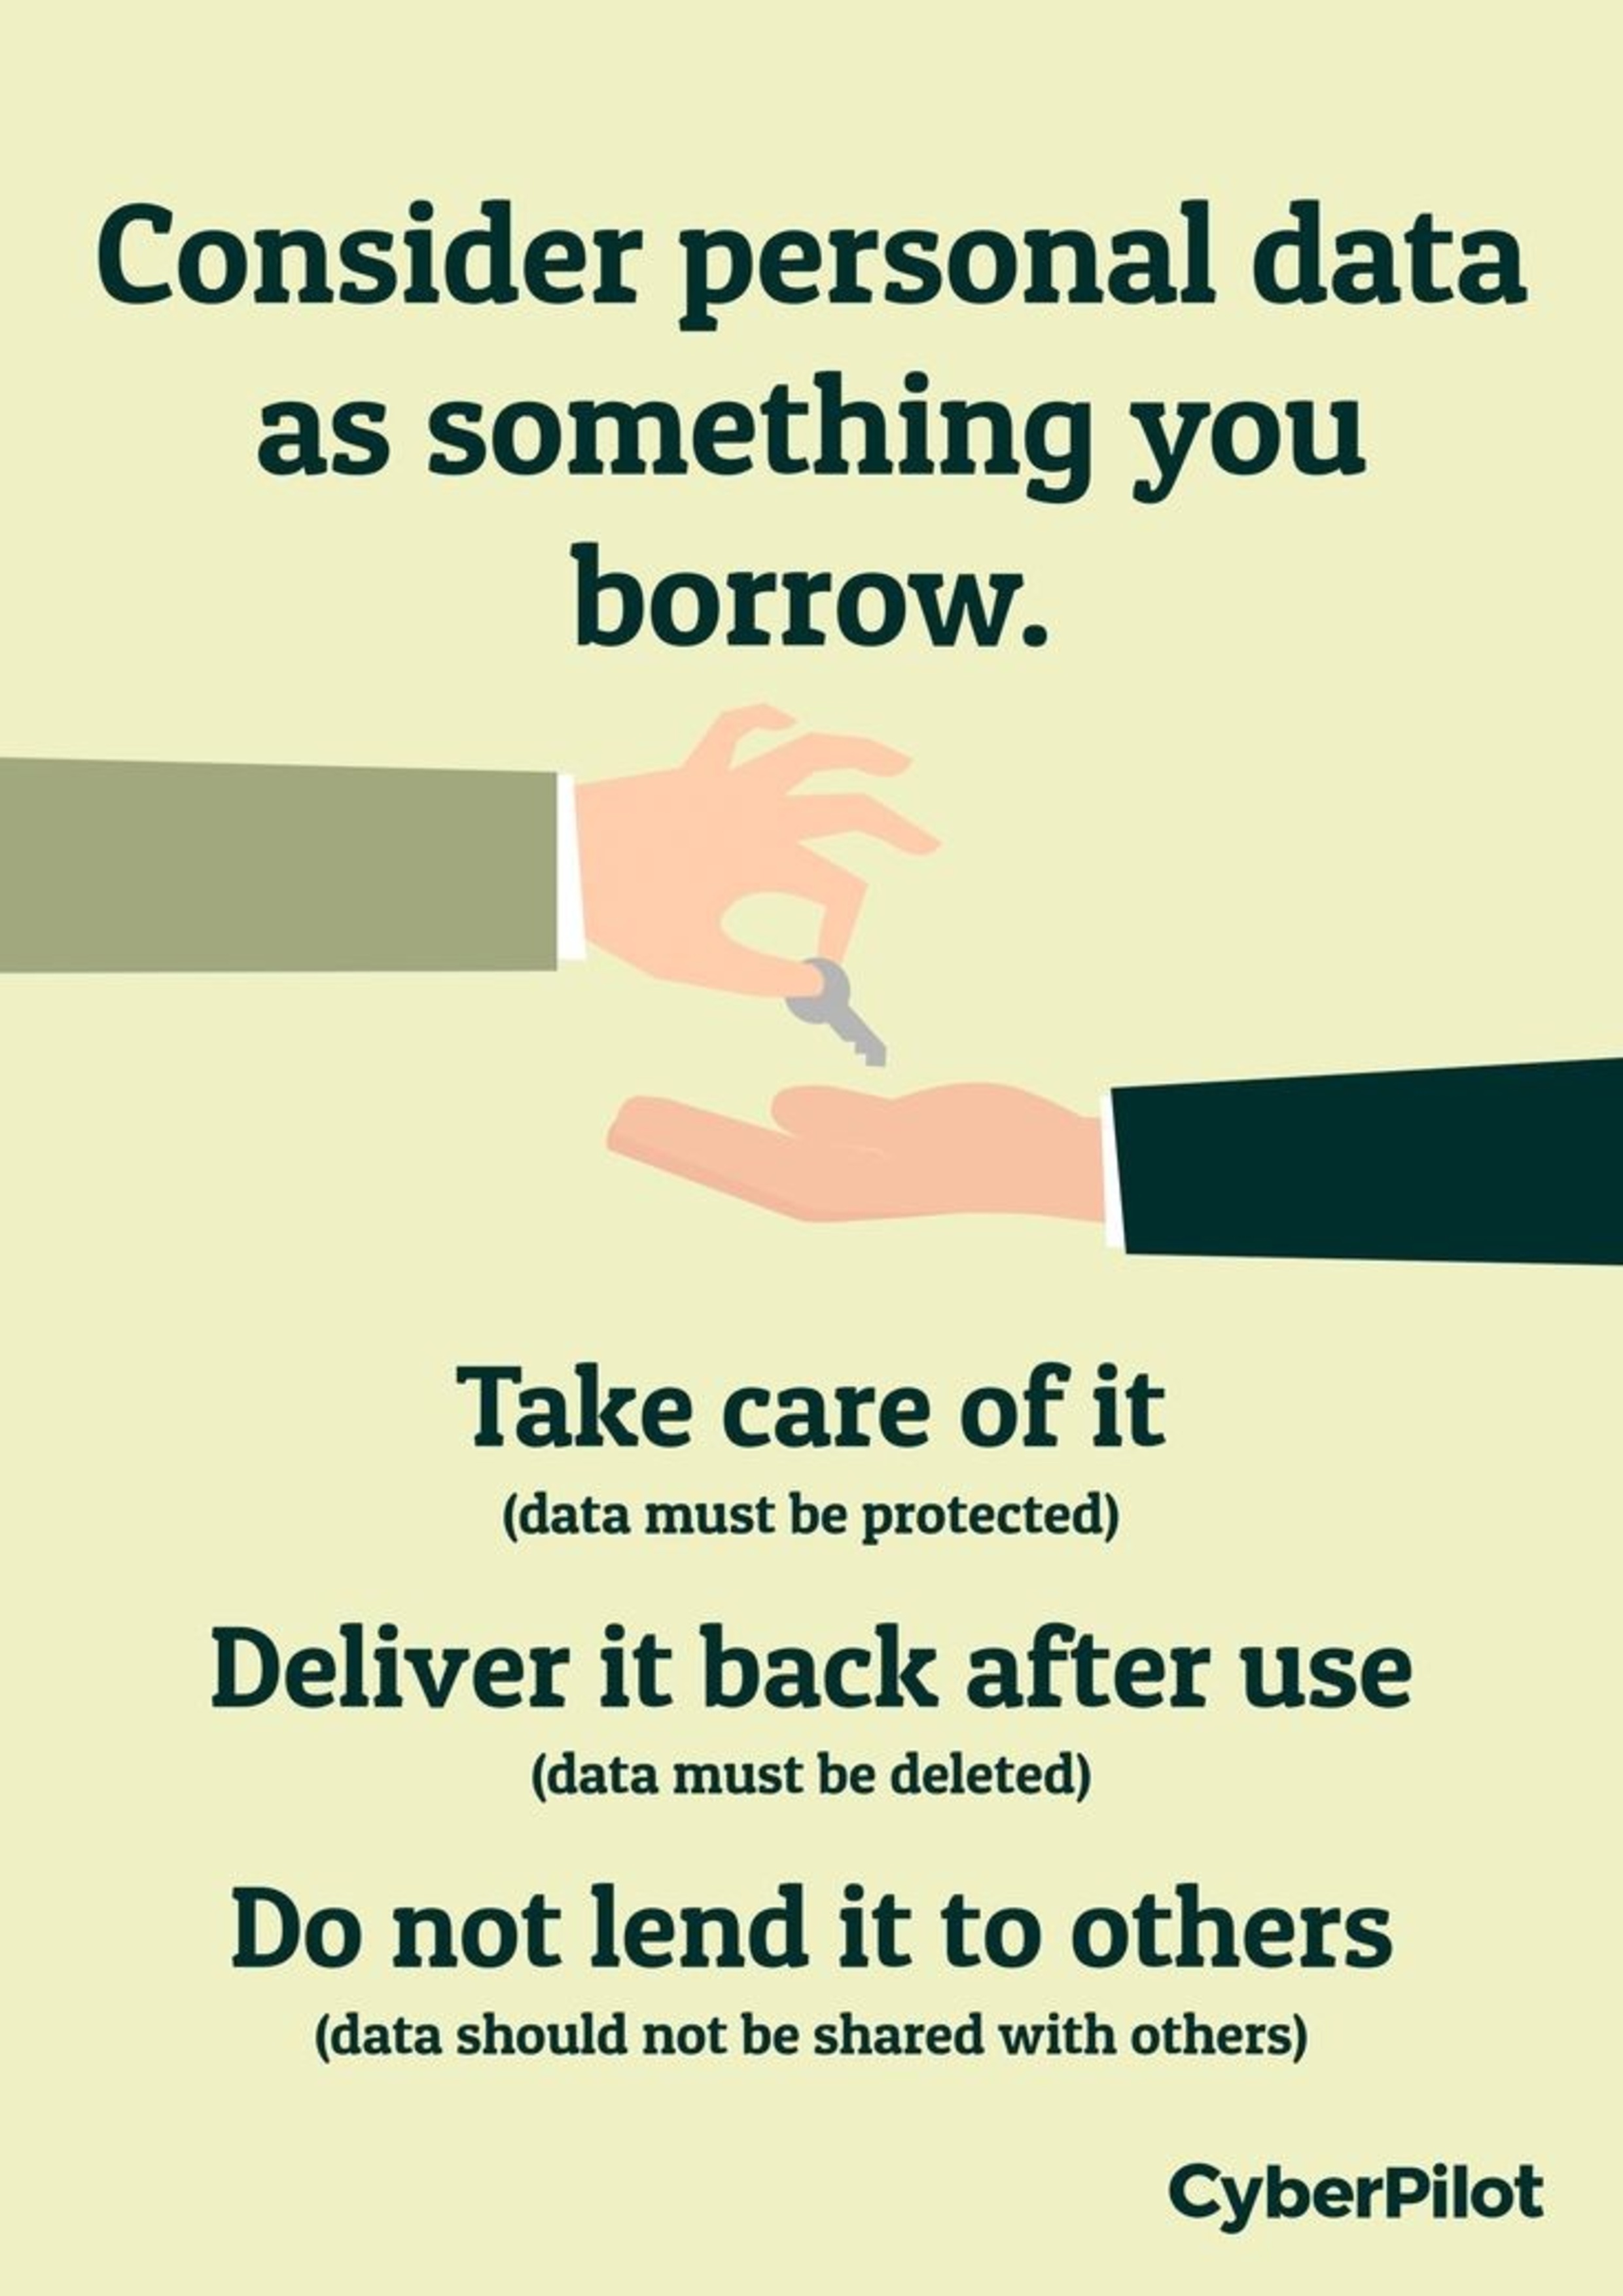 Consider personal data
as something you
borrow.
Take care of it
(data must be protected)
Deliver it back after use
(data must be deleted)
Do not lend it to others
(data should not be shared with others)
CyberPilot